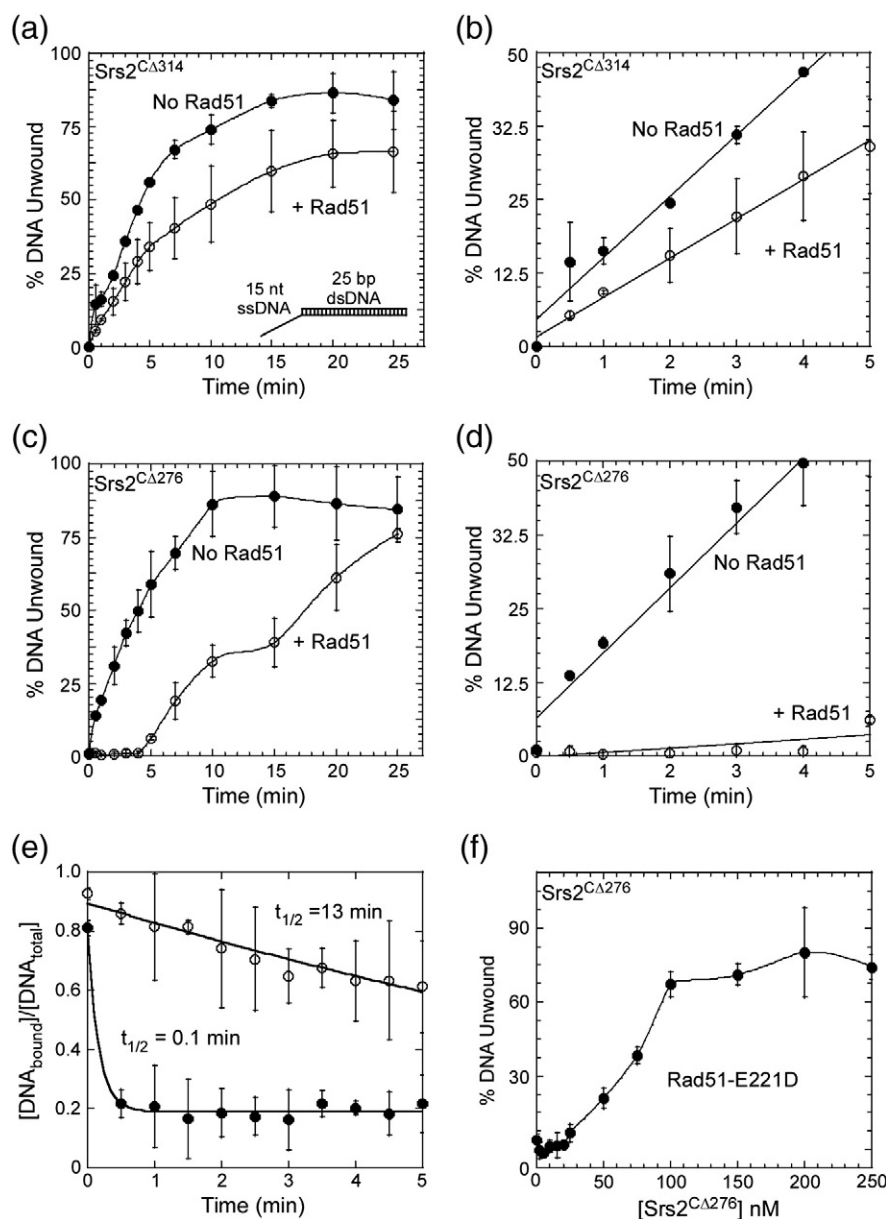 (a)
Srs2CΔ314
No Rad51
+ Rad51
15 nt
ssDNA
25 bp
dsDNA
% DNA Unwound
100
75
50
25
0
0 5 10 15 20 25
Time (min)
(b)
Srs2CΔ314
No Rad51
+ Rad51
% DNA Unwound
50
32.5
25
12.5
0
0 1 2 3 4 5
Time (min)
(c)
Srs2CΔ276
No Rad51
+ Rad51
% DNA Unwound
100
75
50
25
0
0 5 10 15 20 25
Time (min)
(d)
Srs2CΔ276
No Rad51
+ Rad51
% DNA Unwound
50
32.5
25
12.5
0
0 1 2 3 4 5
Time (min)
(e)
t1/2 =13 min
t1/2 = 0.1 min
[DNAbound]/[DNAtotal]
1.0
0.8
0.6
0.4
0.2
0
0 1 2 3 4 5
Time (min)
(f)
Srs2CΔ276
Rad51-E221D
% DNA Unwound
90
60
30
0
0 50 100 150 200 250
[Srs2CΔ276] nM